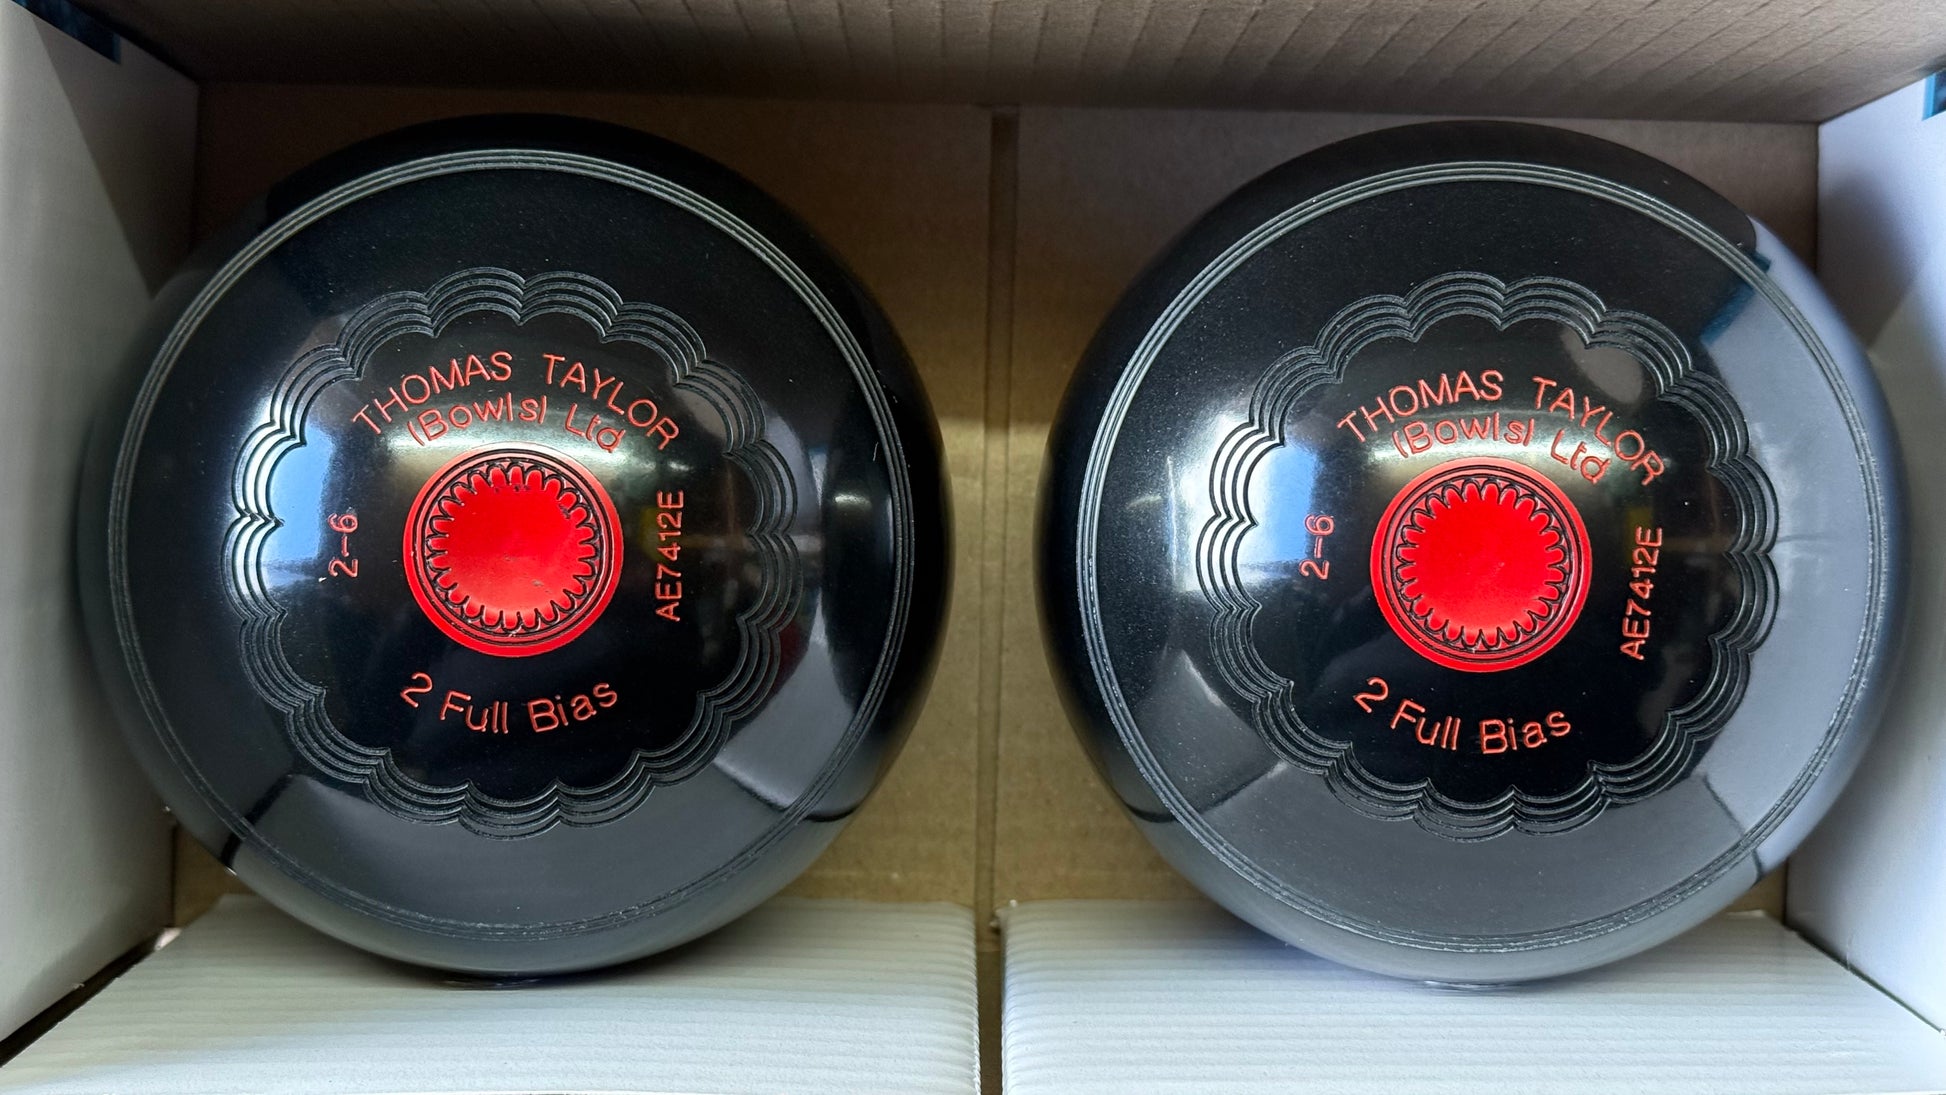 THOMAS TAYLOR
(Bowls) Ltd
2-6
AE7412E
2 Full Bias
THOMAS TAYLOR
(Bowls) Ltd
2-6
AE7412E
2 Full Bias